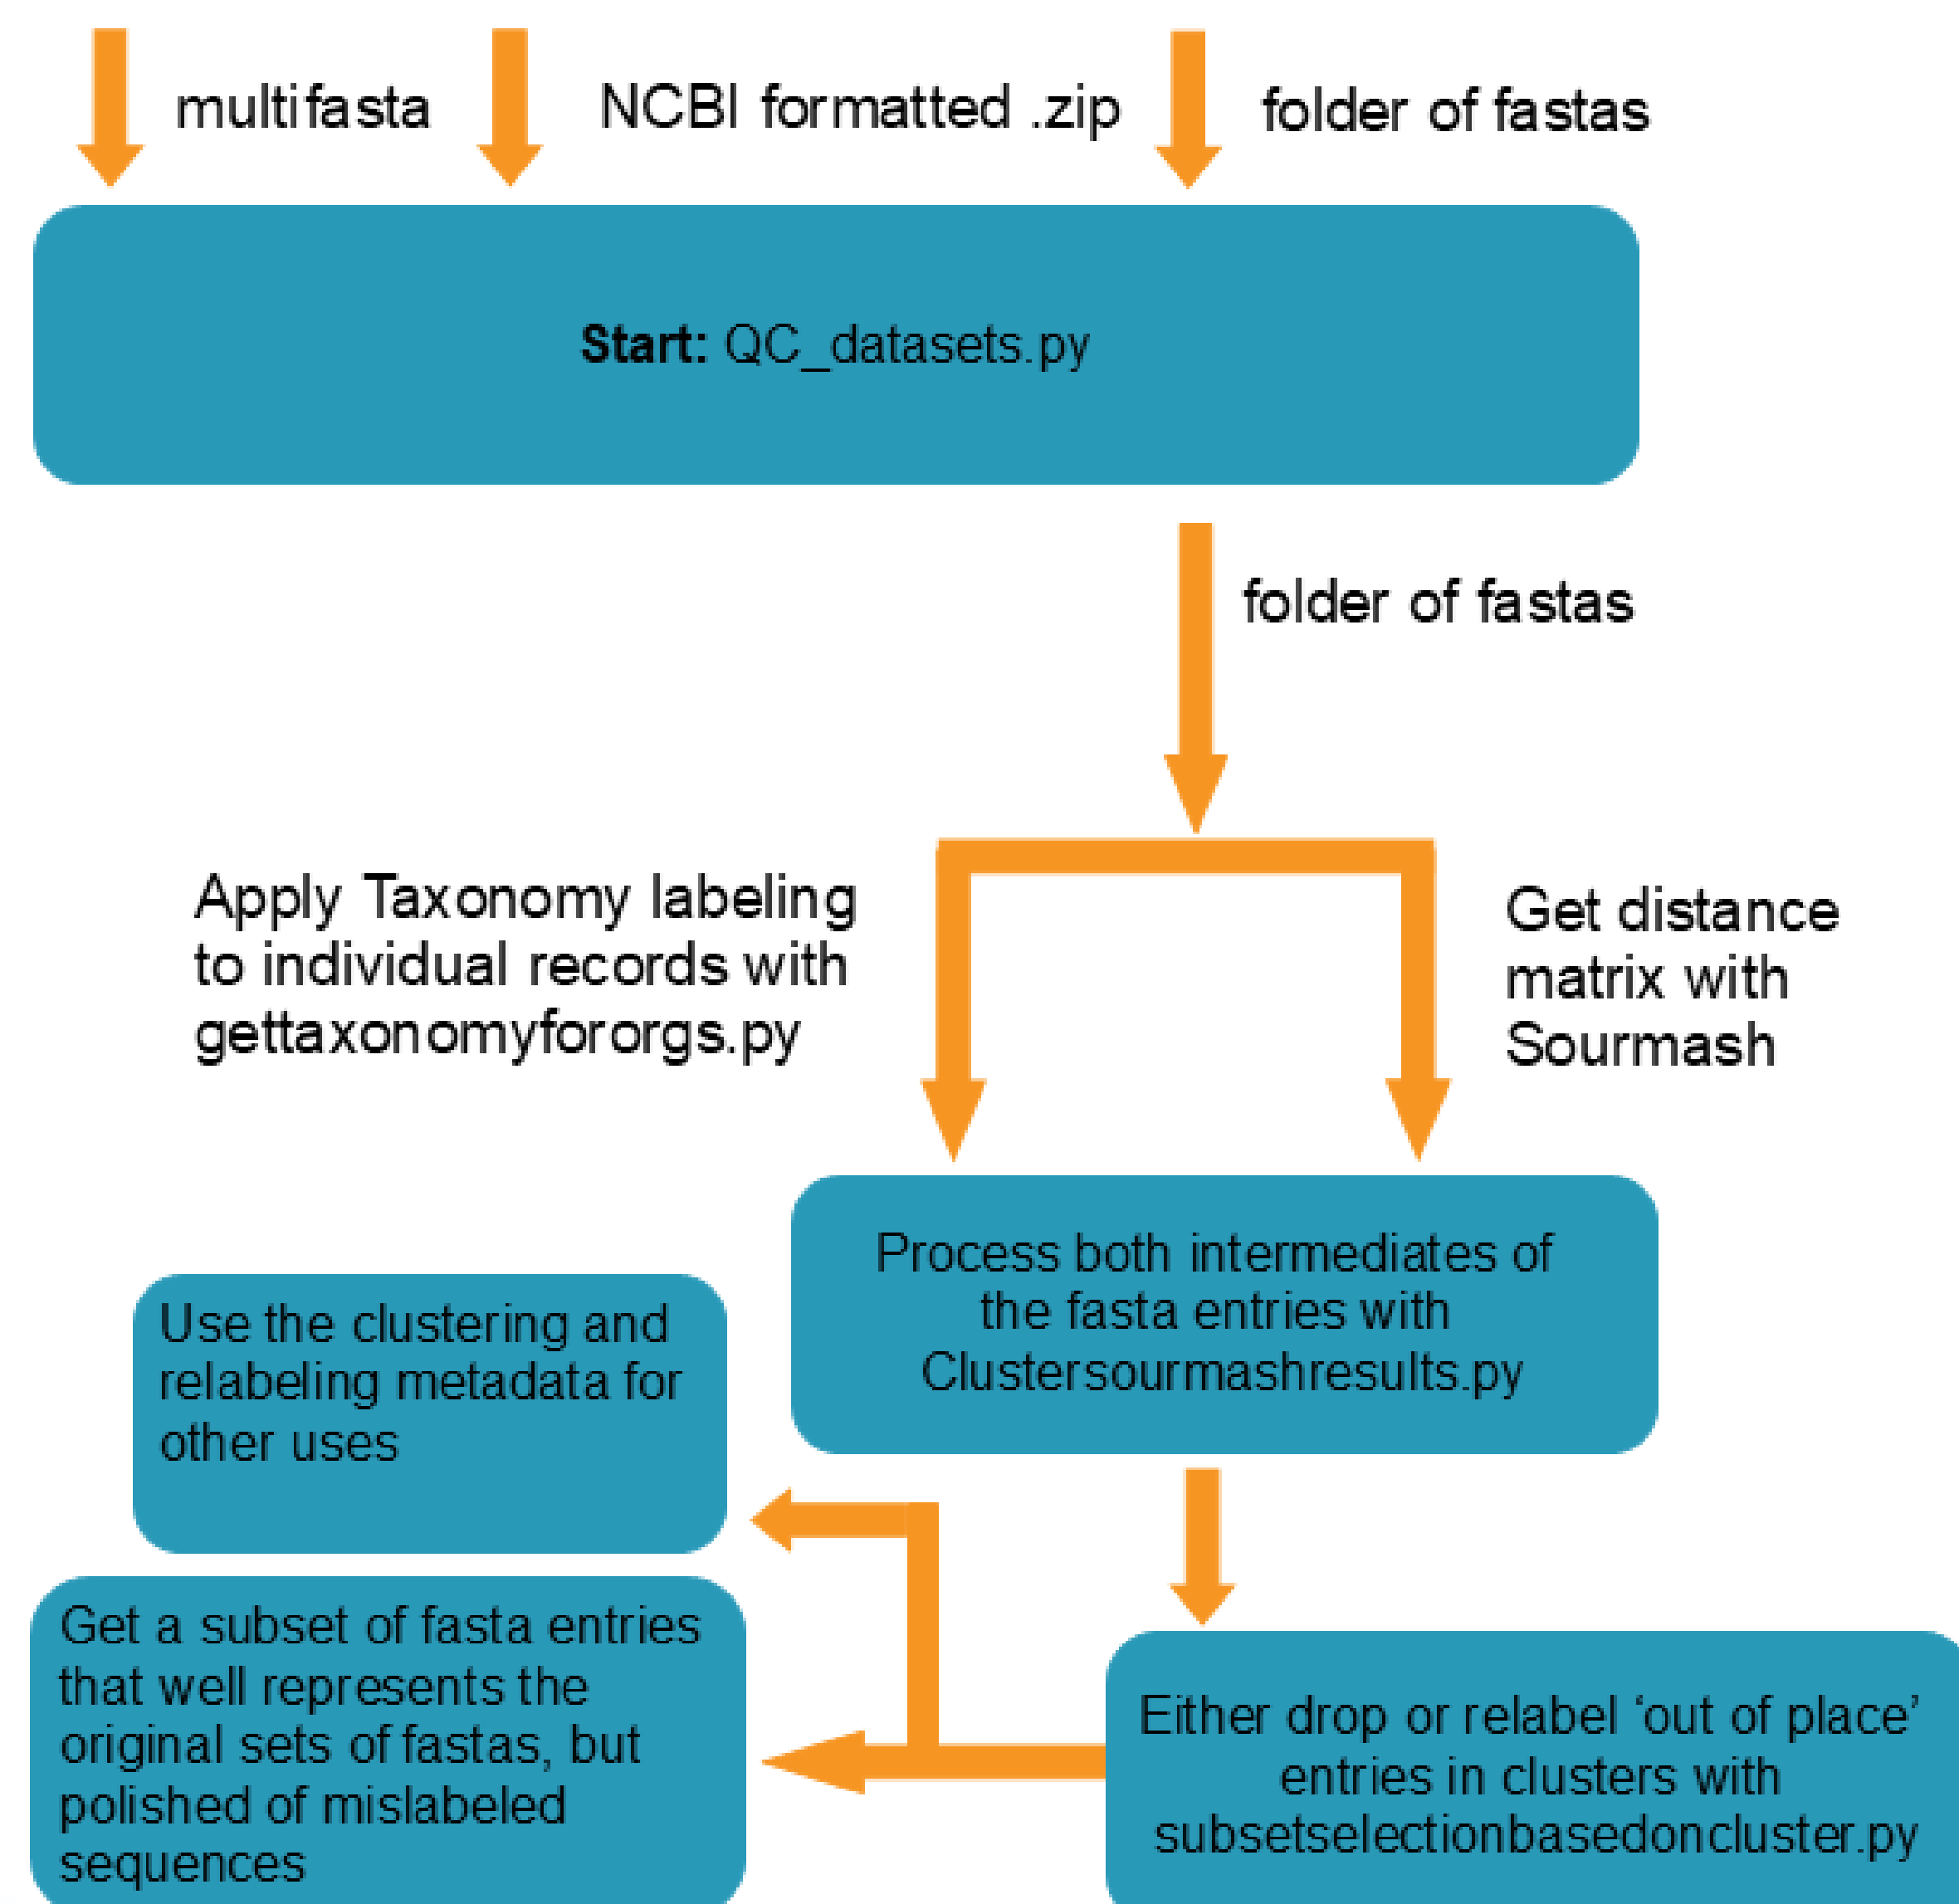 multifasta
NCBI formatted .zip
folder of fastas
Start: QC_datasets.py
folder of fastas
Apply Taxonomy labeling
to individual records with
gettaxonomyfororgs.py
Get distance
matrix with
Sourmash
Process both intermediates of
the fasta entries with
Clustersourmashresults.py
Use the clustering and
relabeling metadata for
other uses
Get a subset of fasta entries
that well represents the
original sets of fastas, but
polished of mislabeled
sequences
Either drop or relabel ‘out of place’
entries in clusters with
subsetselectionbasedoncluster.py